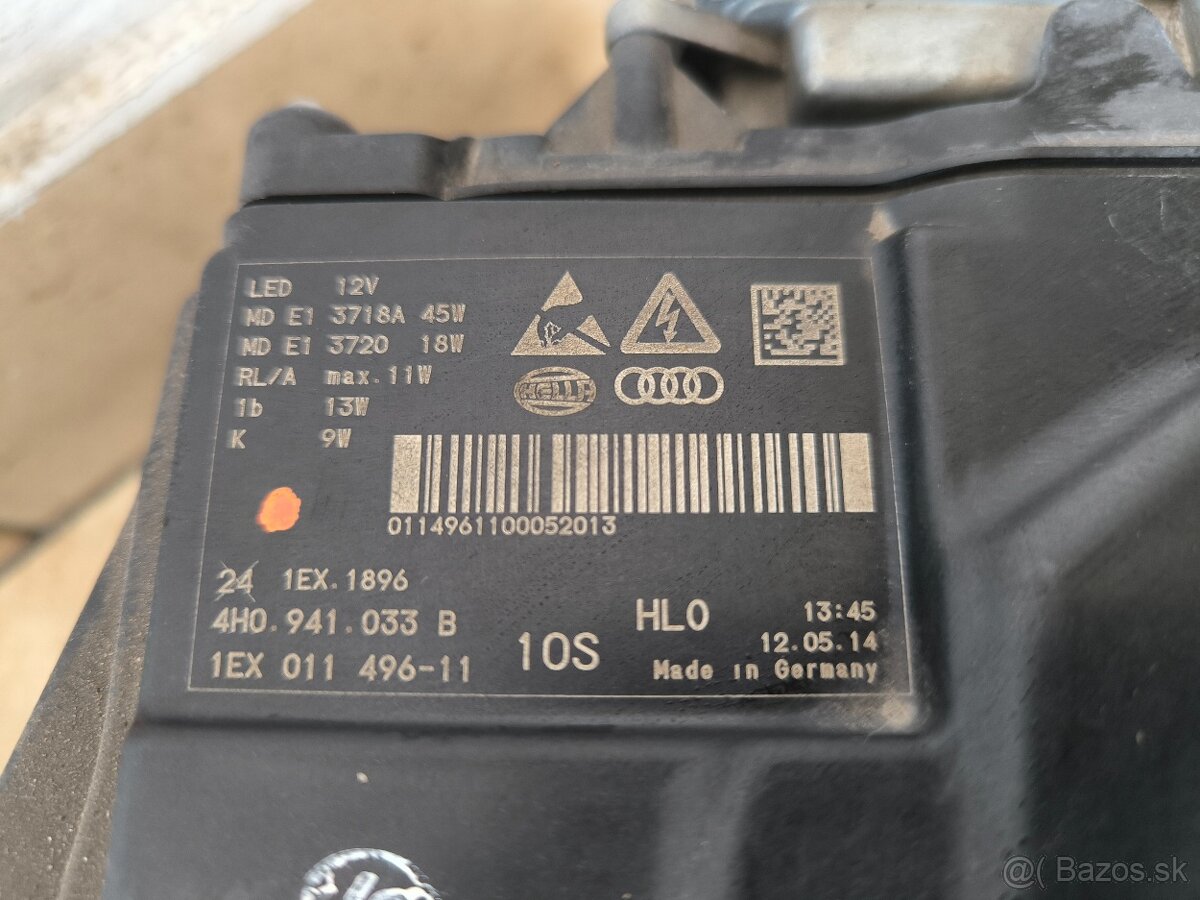 LED 12V
MD E1 3718A 45W
MD E1 3720 18W
RL/A max.11W
1b 13W
K 9W
HELLA
0114961100052013
24 1EX.1896
4H0.941.033 B
1EX 011 496-11
10S
HL0
13:45
12.05.14
Made in Germany
@( Bazos.sk